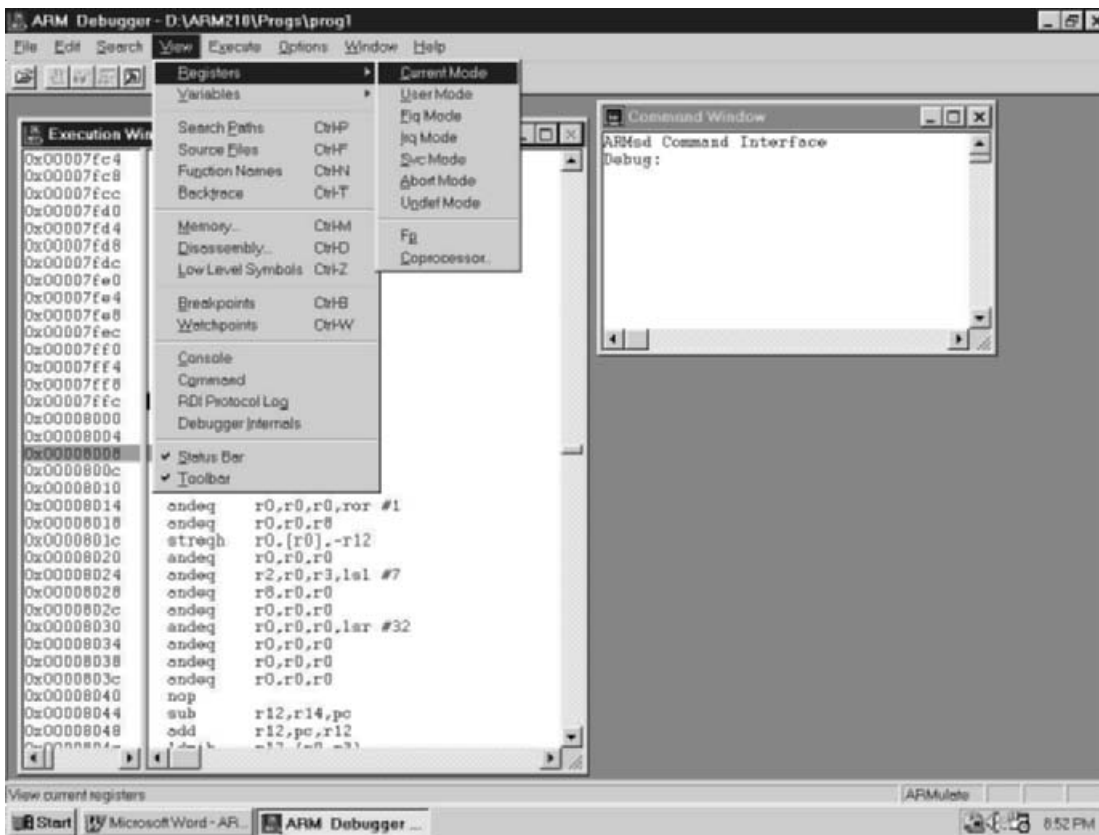 ARM Debugger - D:\ARM210\Progs\prog1
File Edit Search View Execute Options Window Help
Registers
Variables
Search Paths Ctrl-P
Source Files Ctrl-F
Function Names Ctrl-N
Backtrace Ctrl-T
Memory... Ctrl-M
Disassembly... Ctrl-D
Low Level Symbols Ctrl-Z
Breakpoints Ctrl-B
Watchpoints Ctrl-W
Console
Command
RDI Protocol Log
Debugger Internals
Status Bar
Toolbar
Current Mode
User Mode
Fiq Mode
Irq Mode
Svc Mode
Abort Mode
Undef Mode
Fp
Coprocessor..
Execution Win
0x00007fc4
0x00007fc8
0x00007fcc
0x00007fd0
0x00007fd4
0x00007fd8
0x00007fdc
0x00007fe0
0x00007fe4
0x00007fe8
0x00007fec
0x00007ff0
0x00007ff4
0x00007ff8
0x00007ffc
0x00008000
0x00008004
0x00008008
0x0000800c
0x00008010
0x00008014 andeq r0,r0,r0,ror #1
0x00008018 andeq r0,r0,r8
0x0000801c streqh r0,[r0],-r12
0x00008020 andeq r0,r0,r0
0x00008024 andeq r2,r0,r3,lsl #7
0x00008028 andeq r8,r0,r0
0x0000802c andeq r0,r0,r0
0x00008030 andeq r0,r0,r0,lsr #32
0x00008034 andeq r0,r0,r0
0x00008038 andeq r0,r0,r0
0x0000803c andeq r0,r0,r0
0x00008040 nop
0x00008044 sub r12,r14,pc
0x00008048 add r12,pc,r12
Command Window
ARMsd Command Interface
Debug:
View current registers
ARMulate
Start Microsoft Word - AR... ARM Debugger ... 8:52 PM